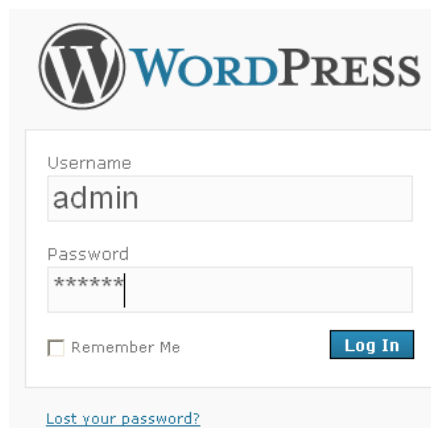 WORDPRESS
Username
admin
Password
******
Remember Me
Log In
Lost your password?